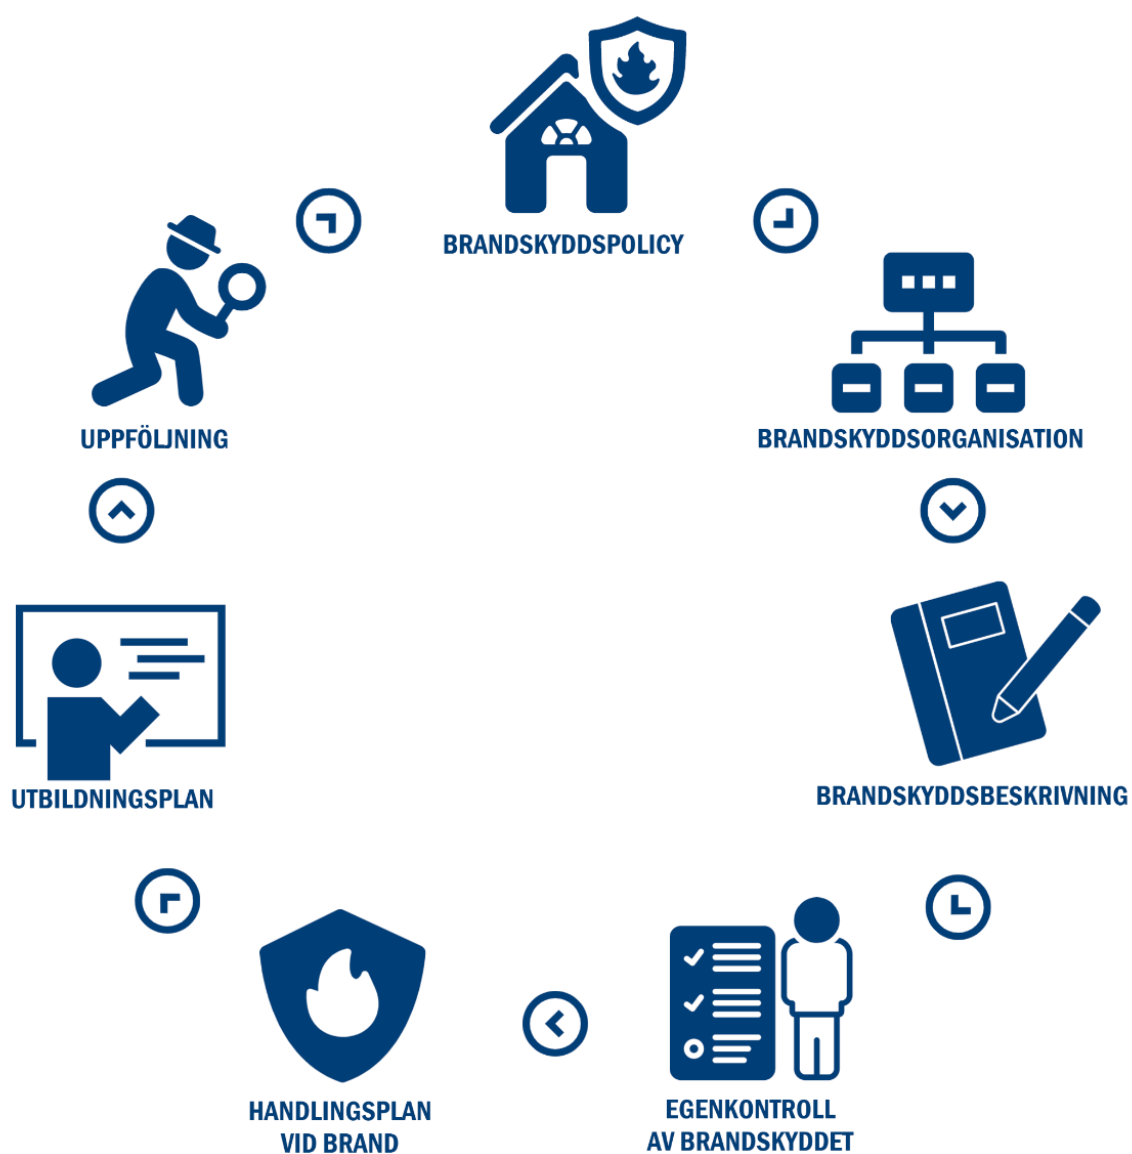 BRANDSKYDDSPOLICY
BRANDSKYDDSORGANISATION
BRANDSKYDDSBESKRIVNING
EGENKONTROLL
AV BRANDSKYDDET
HANDLINGSPLAN
VID BRAND
UTBILDNINGSPLAN
UPPFÖLJNING